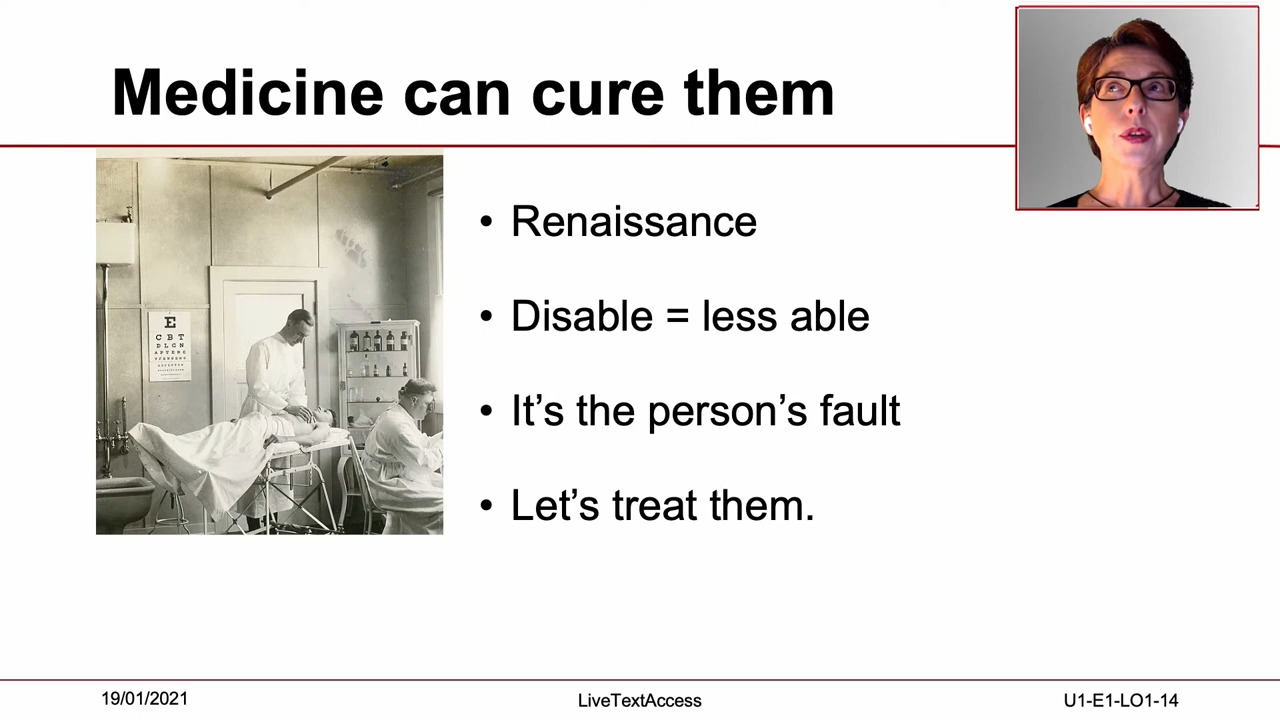 Medicine can cure them
• Renaissance
• Disable = less able
• It’s the person’s fault
• Let’s treat them.
E
C B T
D L C N
19/01/2021
LiveTextAccess
U1-E1-LO1-14